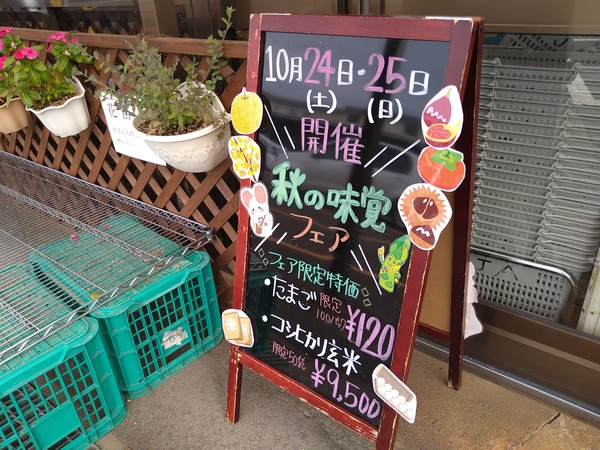 10月24日・25日
(土) (日)
開催
秋の味覚
フェア
フェア限定特価
・たまご 限定100パック ¥120
・コシヒカリ玄米
限定50袋 ¥9,500
JA